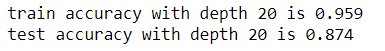 train accuracy with depth 20 is 0.959
test accuracy with depth 20 is 0.874